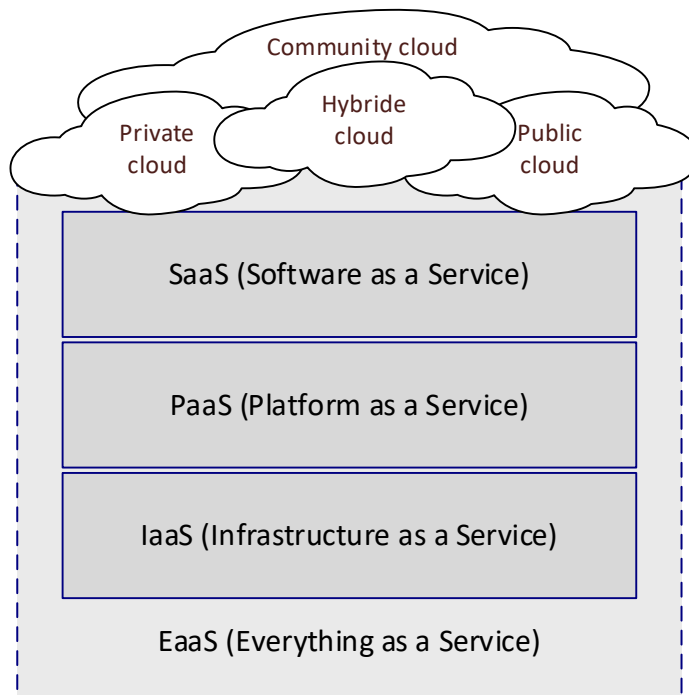 Community cloud
Hybride
cloud
Private
cloud
Public
cloud
SaaS (Software as a Service)
PaaS (Platform as a Service)
IaaS (Infrastructure as a Service)
EaaS (Everything as a Service)